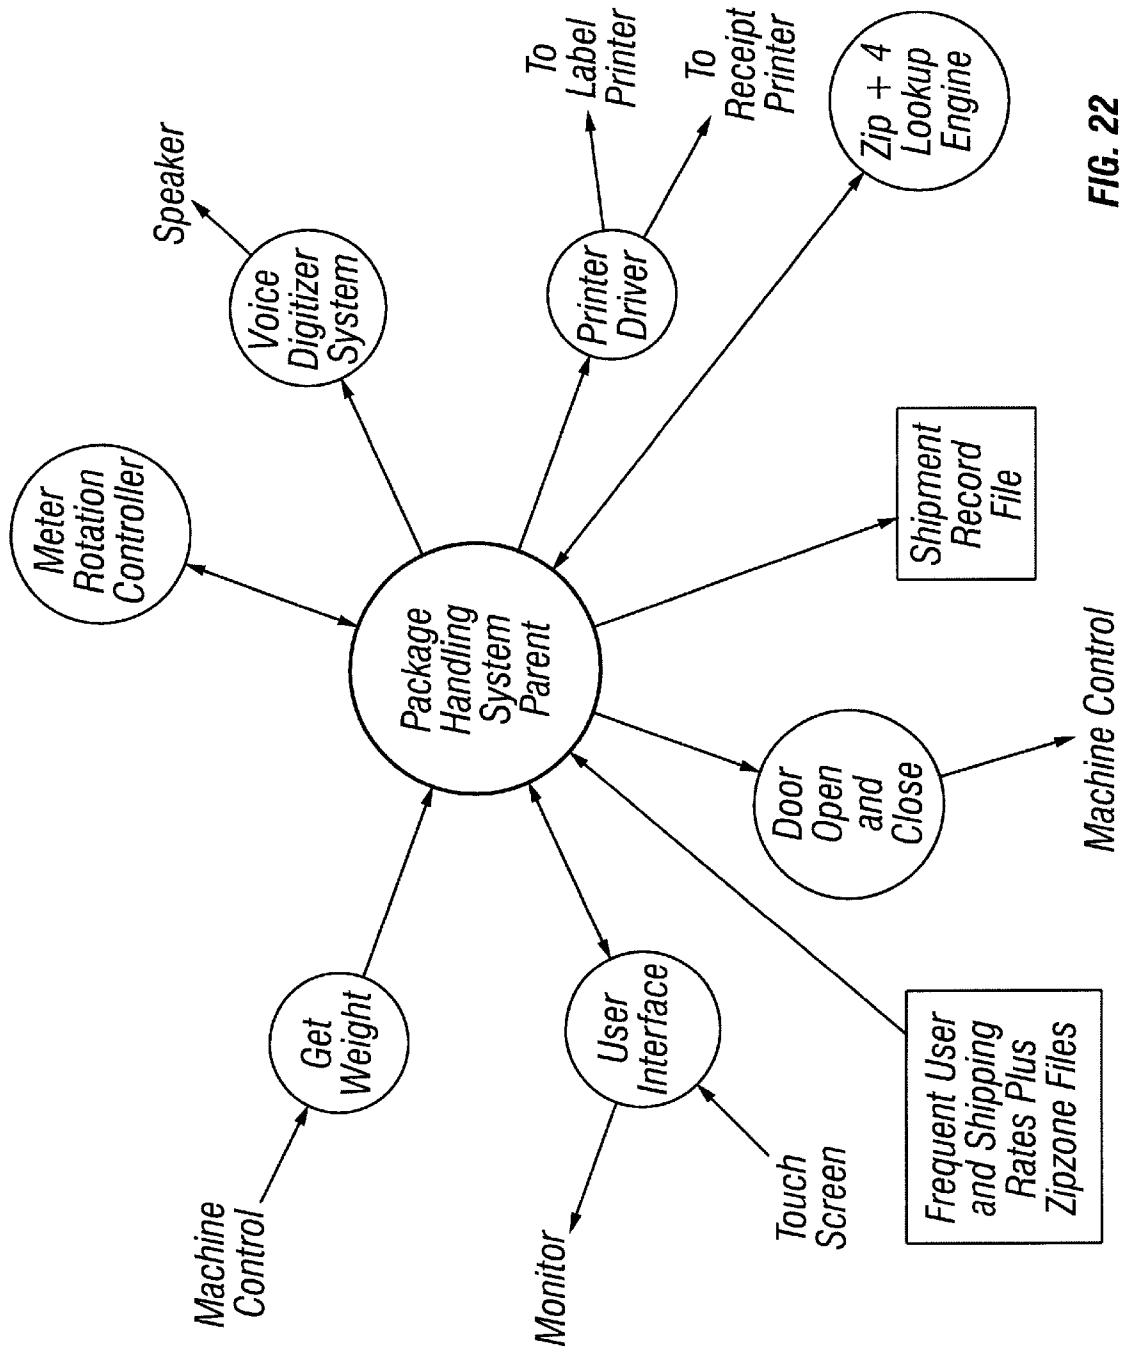 Machine
Control
Get
Weight
Meter
Rotation
Controller
Voice
Digitizer
System
Speaker
Monitor
User
Interface
Touch
Screen
Package
Handling
System
Parent
Printer
Driver
To
Label
Printer
To
Receipt
Printer
Frequent User
and Shipping
Rates Plus
Zipzone Files
Door
Open
and
Close
Machine Control
Shipment
Record
File
Zip + 4
Lookup
Engine
FIG. 22